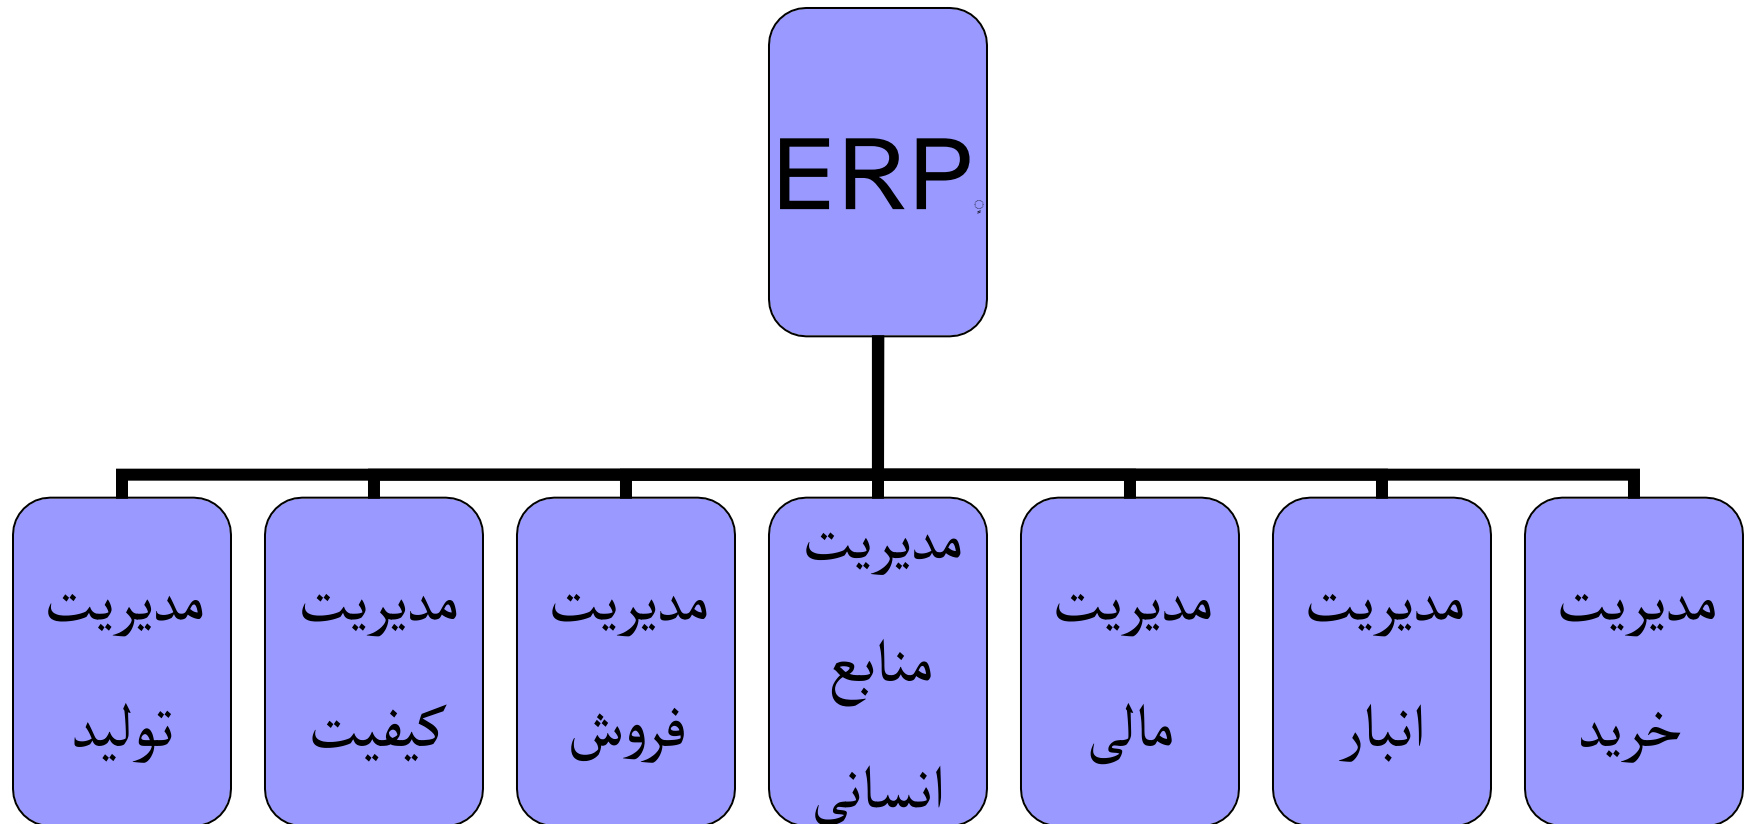 ERP
مدیریت
خرید
مدیریت
انبار
مدیریت
مالی
مدیریت
منابع
انسانی
مدیریت
فروش
مدیریت
کیفیت
مدیریت
تولید